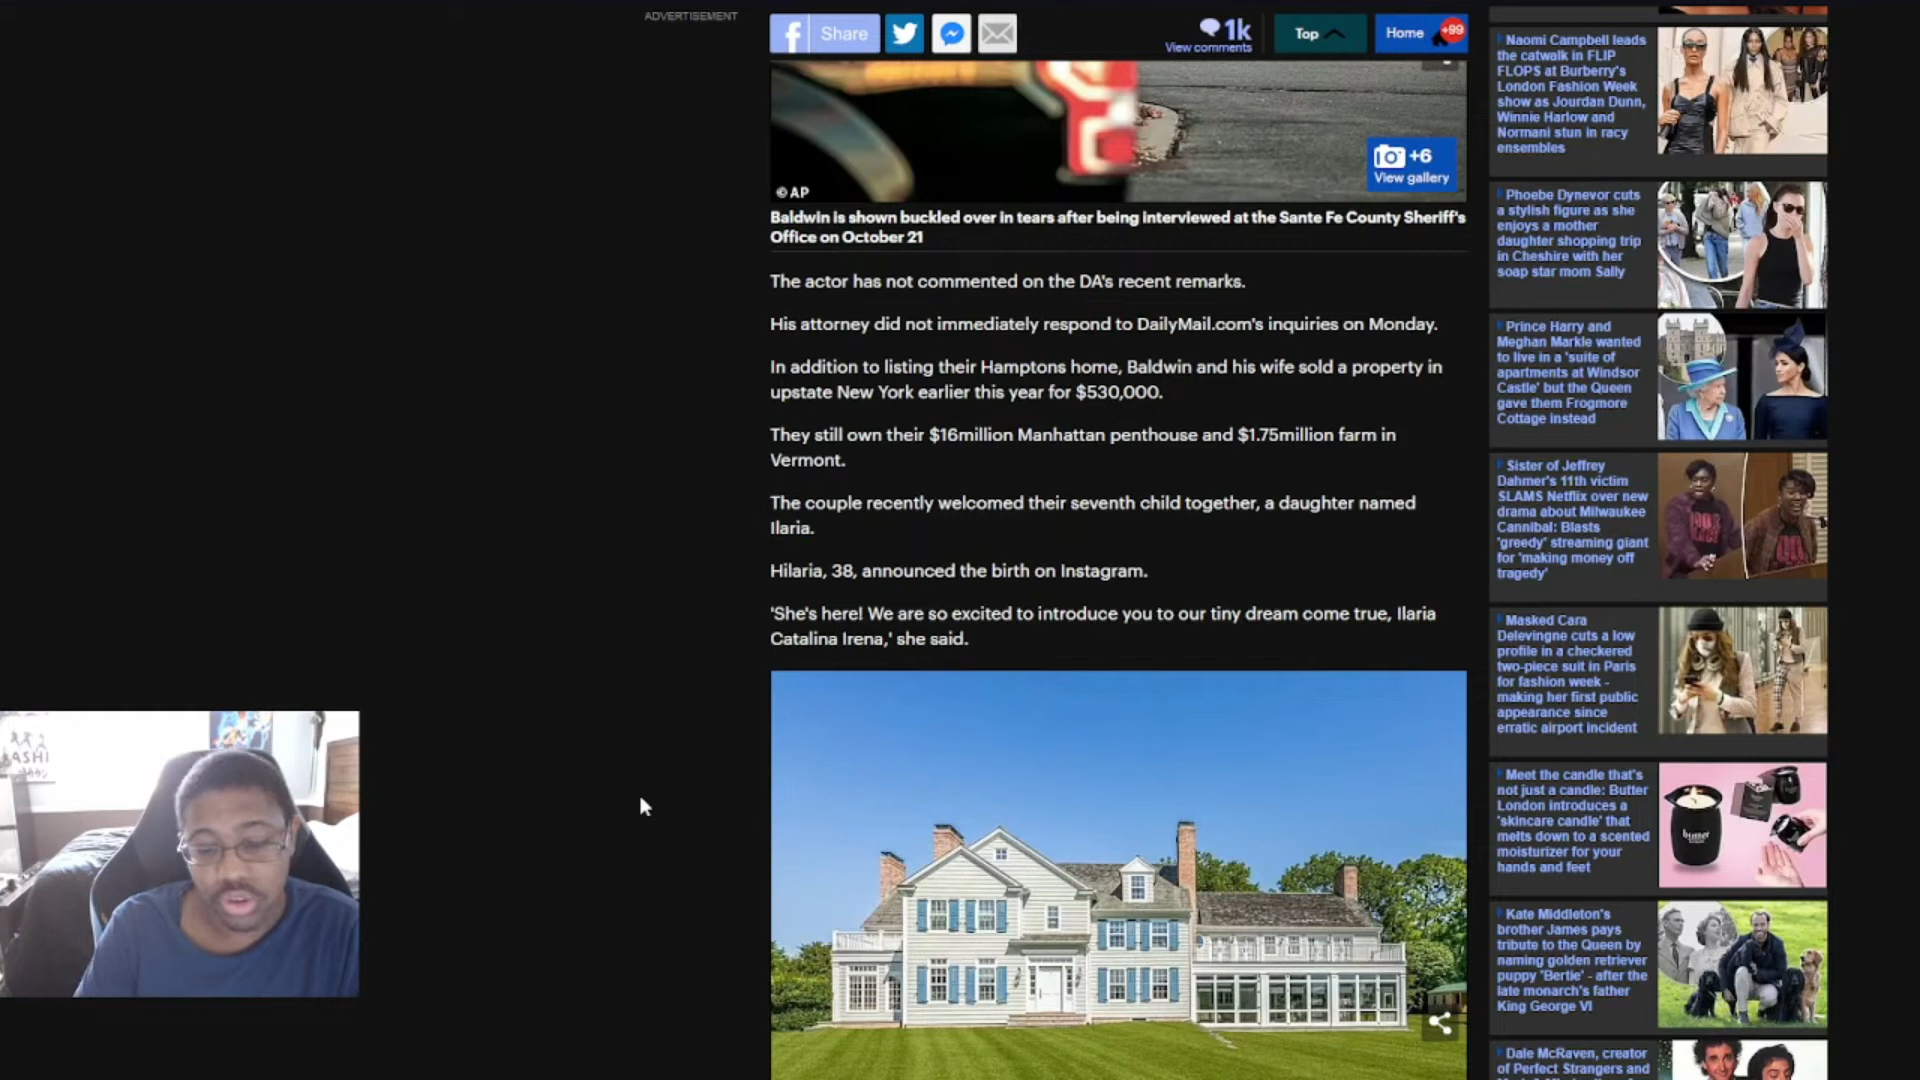 ADVERTISEMENT
Share
1k
View comments
Top
Home
+99
© AP
+6
View gallery
Baldwin is shown buckled over in tears after being interviewed at the Sante Fe County Sheriff's
Office on October 21
The actor has not commented on the DA's recent remarks.
His attorney did not immediately respond to DailyMail.com's inquiries on Monday.
In addition to listing their Hamptons home, Baldwin and his wife sold a property in
upstate New York earlier this year for $530,000.
They still own their $16million Manhattan penthouse and $1.75million farm in
Vermont.
The couple recently welcomed their seventh child together, a daughter named
Ilaria.
Hilaria, 38, announced the birth on Instagram.
'She's here! We are so excited to introduce you to our tiny dream come true, Ilaria
Catalina Irena,' she said.
Naomi Campbell leads
the catwalk in FLIP
FLOPS at Burberry's
London Fashion Week
show as Jourdan Dunn,
Winnie Harlow and
Normani stun in racy
ensembles
Phoebe Dynevor cuts
a stylish figure as she
enjoys a mother
daughter shopping trip
in Cheshire with her
soap star mom Sally
Prince Harry and
Meghan Markle wanted
to live in a 'suite of
apartments at Windsor
Castle' but the Queen
gave them Frogmore
Cottage instead
Sister of Jeffrey
Dahmer's 11th victim
SLAMS Netflix over new
drama about Milwaukee
Cannibal: Blasts
'greedy' streaming giant
for 'making money off
tragedy'
Masked Cara
Delevingne cuts a low
profile in a checkered
two-piece suit in Paris
for fashion week -
making her first public
appearance since
erratic airport incident
Meet the candle that's
not just a candle: Butter
London introduces a
'skincare candle' that
melts down to a scented
moisturizer for your
hands and feet
butter
Kate Middleton's
brother James pays
tribute to the Queen by
naming golden retriever
puppy 'Bertie' - after the
late monarch's father
King George VI
Dale McRaven, creator
of Perfect Strangers and